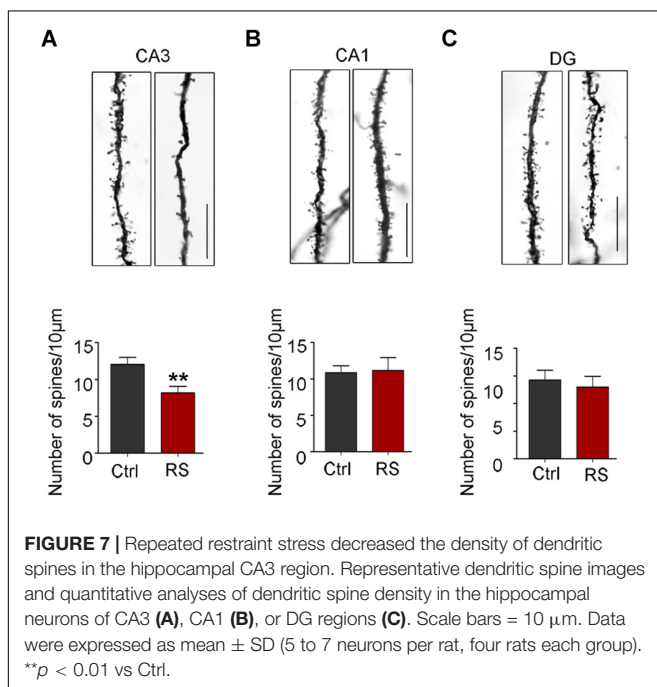 A
B
C
CA3
CA1
DG
Number of spines/10μm
15
10
5
0
**
Ctrl
RS
Number of spines/10μm
15
10
5
0
Ctrl
RS
Number of spines/10μm
15
10
5
0
Ctrl
RS
FIGURE 7 | Repeated restraint stress decreased the density of dendritic
spines in the hippocampal CA3 region. Representative dendritic spine images
and quantitative analyses of dendritic spine density in the hippocampal
neurons of CA3 (A), CA1 (B), or DG regions (C). Scale bars = 10 μm. Data
were expressed as mean ± SD (5 to 7 neurons per rat, four rats each group).
**p < 0.01 vs Ctrl.